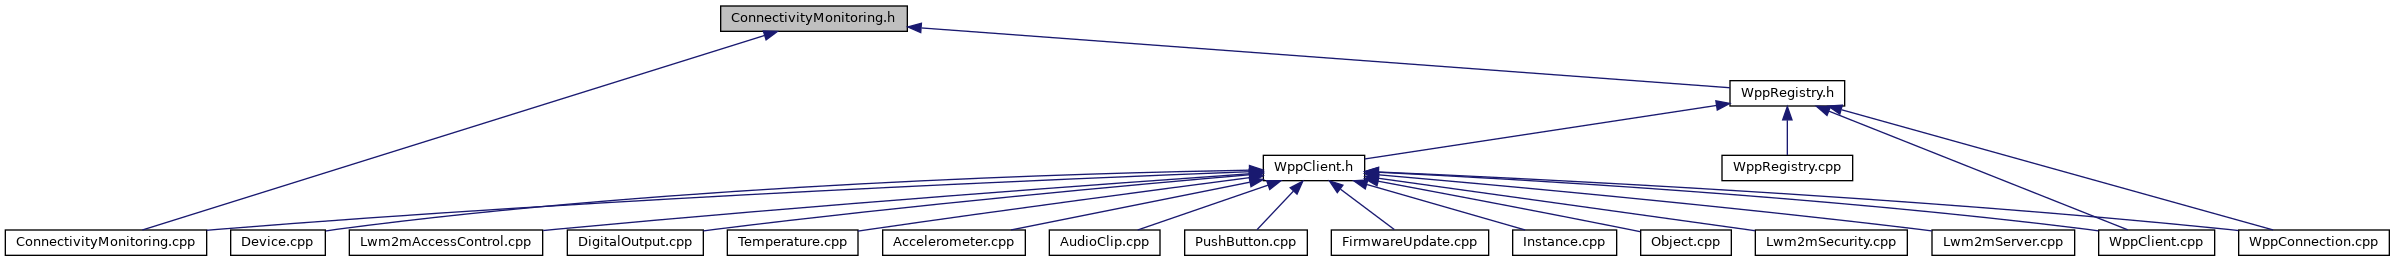 ConnectivityMonitoring.h
WppRegistry.h
WppClient.h
WppRegistry.cpp
ConnectivityMonitoring.cpp
Device.cpp
Lwm2mAccessControl.cpp
DigitalOutput.cpp
Temperature.cpp
Accelerometer.cpp
AudioClip.cpp
PushButton.cpp
FirmwareUpdate.cpp
Instance.cpp
Object.cpp
Lwm2mSecurity.cpp
Lwm2mServer.cpp
WppClient.cpp
WppConnection.cpp